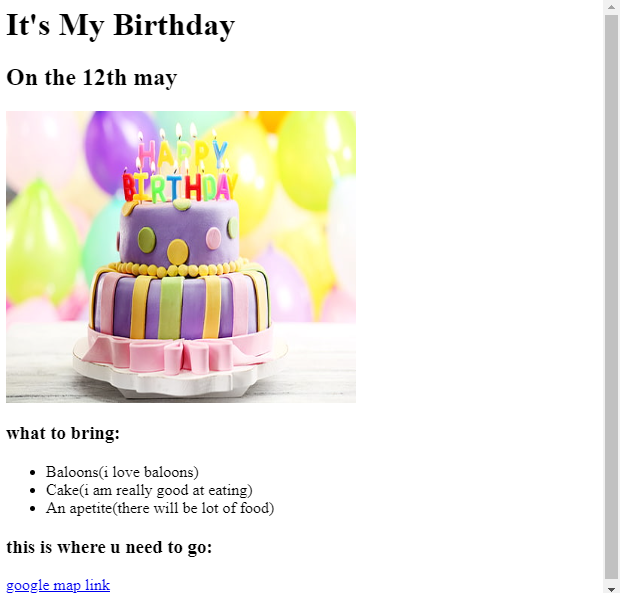 It's My Birthday
On the 12th may
HAPPY
BIRTHDAY
what to bring:
Baloons(i love baloons)
Cake(i am really good at eating)
An apetite(there will be lot of food)
this is where u need to go:
google map link